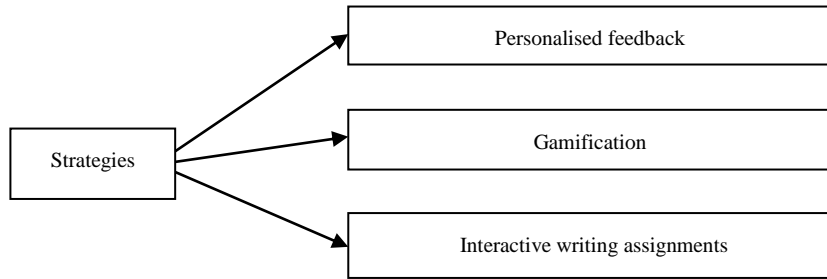 Personalised feedback
Strategies
Gamification
Interactive writing assignments